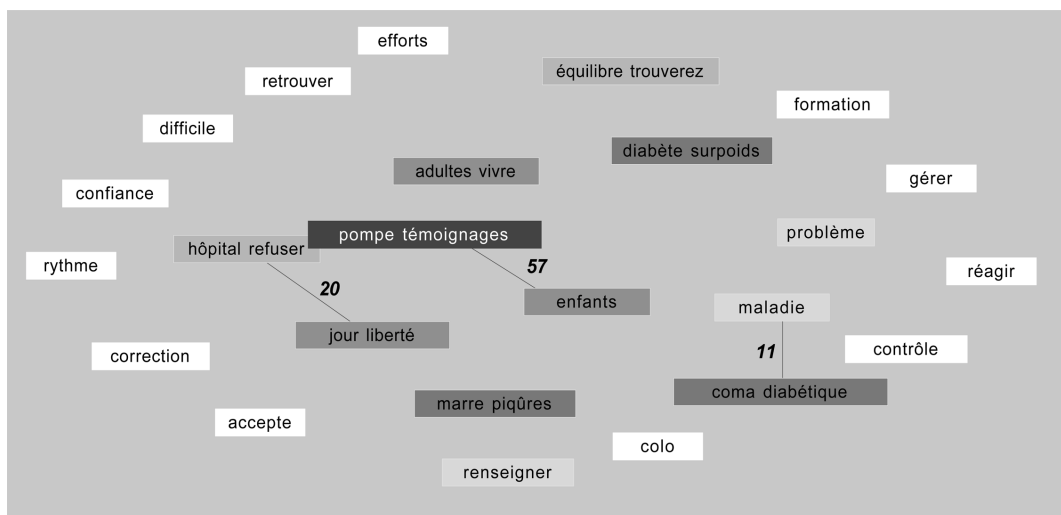 efforts
équilibre trouverez
retrouver
formation
difficile
diabète surpoids
adultes vivre
gérer
confiance
problème
pompe témoignages
hôpital refuser
rythme
57
réagir
20
enfants
maladie
jour liberté
contrôle
11
correction
coma diabétique
marre piqûres
accepte
colo
renseigner